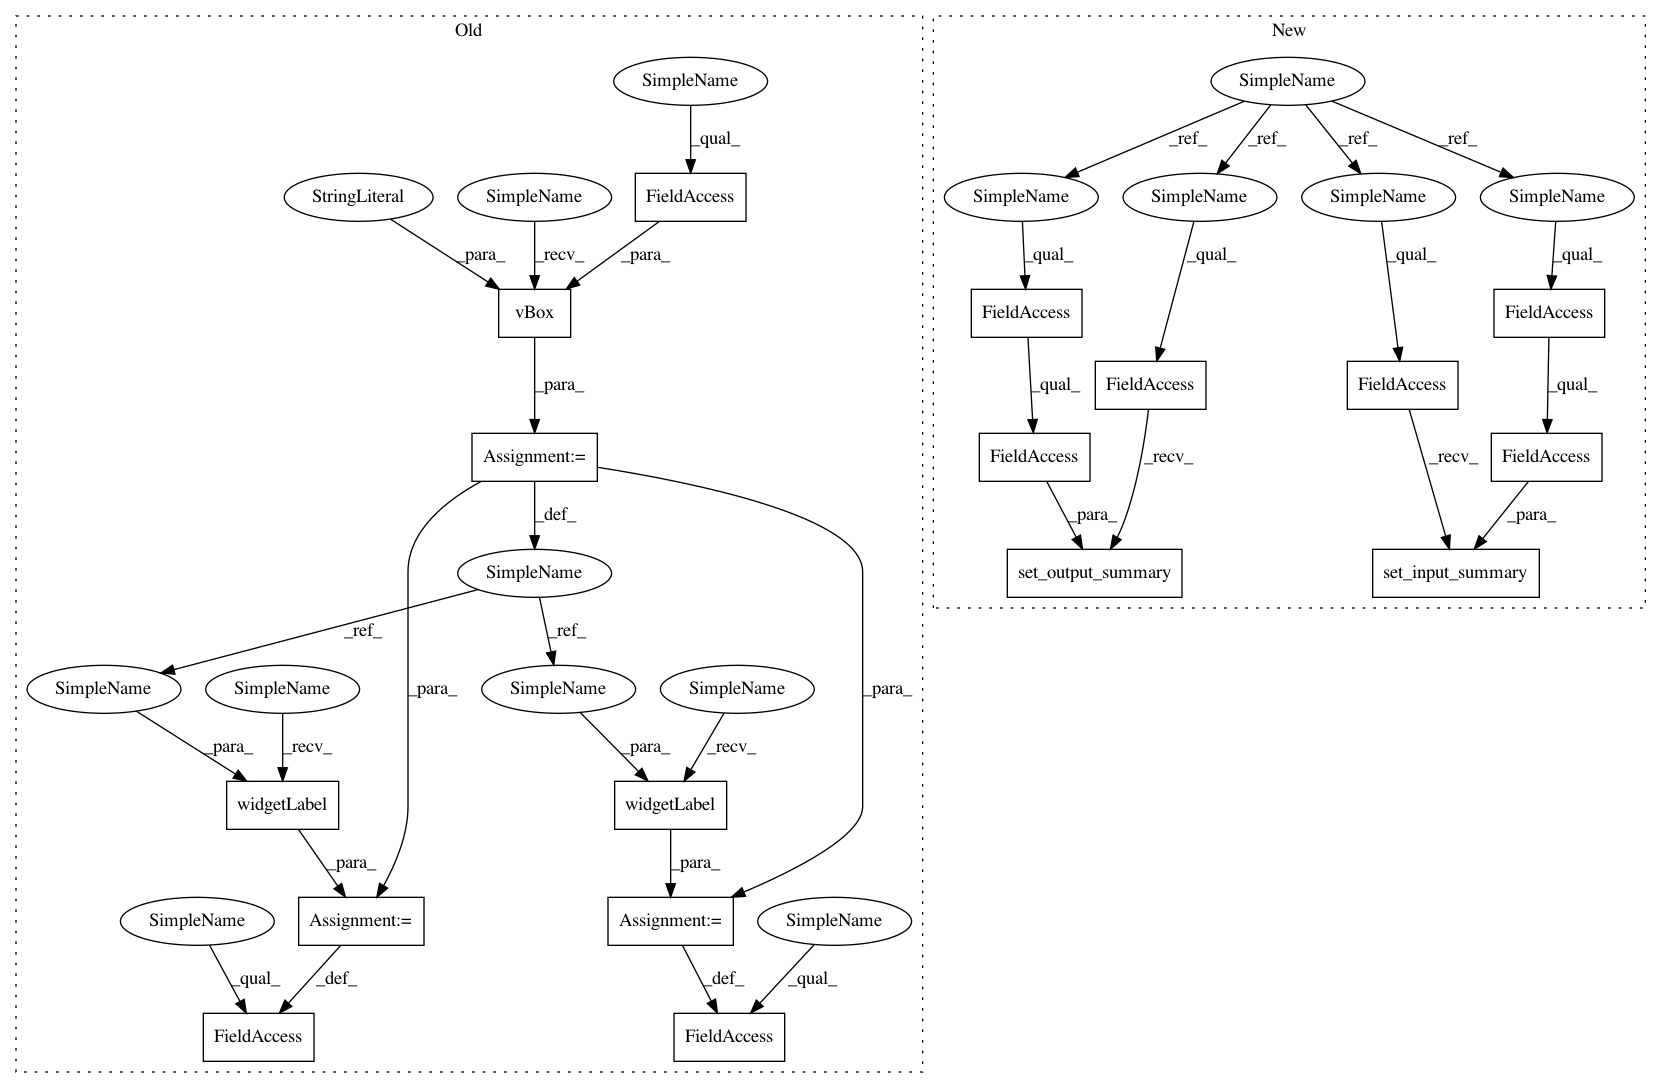 Old
SimpleName
_qual_
StringLiteral
SimpleName
FieldAccess
_para_
_recv_
_para_
vBox
_para_
Assignment:=
_def_
SimpleName
_ref_
_ref_
_para_
_para_
SimpleName
SimpleName
SimpleName
SimpleName
_para_
_recv_
_para_
_recv_
widgetLabel
widgetLabel
_para_
_para_
SimpleName
Assignment:=
Assignment:=
SimpleName
_qual_
_def_
_def_
_qual_
FieldAccess
FieldAccess
New
SimpleName
_ref_
_ref_
_ref_
_ref_
SimpleName
SimpleName
SimpleName
SimpleName
_qual_
_qual_
_qual_
_qual_
FieldAccess
FieldAccess
_qual_
FieldAccess
FieldAccess
_qual_
FieldAccess
_recv_
_recv_
FieldAccess
_para_
_para_
set_output_summary
set_input_summary